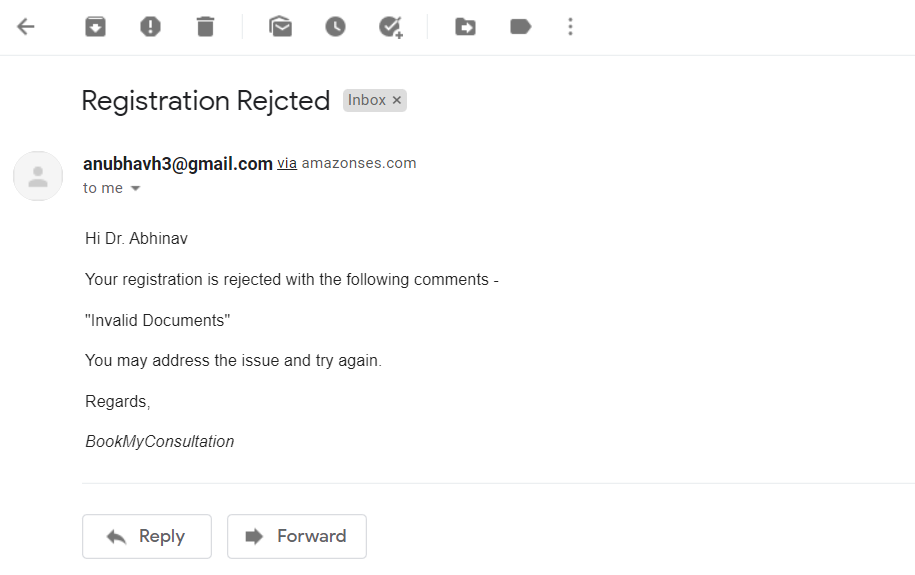 Registration Rejcted Inbox ×
anubhavh3@gmail.com via amazonses.com
to me
Hi Dr. Abhinav
Your registration is rejected with the following comments -
"Invalid Documents"
You may address the issue and try again.
Regards,
BookMyConsultation
Reply Forward